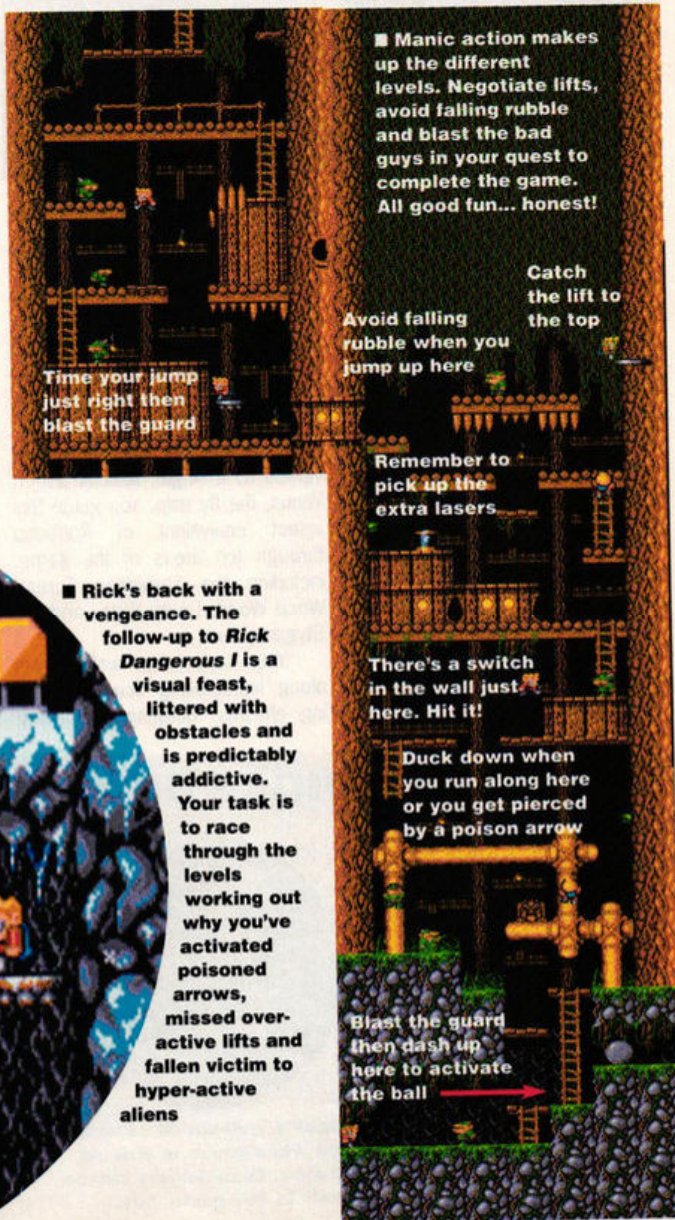 ■ Manic action makes
up the different
levels. Negotiate lifts,
avoid falling rubble
and blast the bad
guys in your quest to
complete the game.
All good fun... honest!
Catch
the lift to
the top
Avoid falling
rubble when you
jump up here
Time your jump
just right then
blast the guard
Remember to
pick up the
extra lasers
There's a switch
in the wall just
here. Hit it!
Duck down when
you run along here
or you get pierced
by a poison arrow
Blast the guard
then dash up
here to activate
the ball
■ Rick's back with a
vengeance. The
follow-up to Rick
Dangerous I is a
visual feast,
littered with
obstacles and
is predictably
addictive.
Your task is
to race
through the
levels
working out
why you've
activated
poisoned
arrows,
missed over-
active lifts and
fallen victim to
hyper-active
aliens